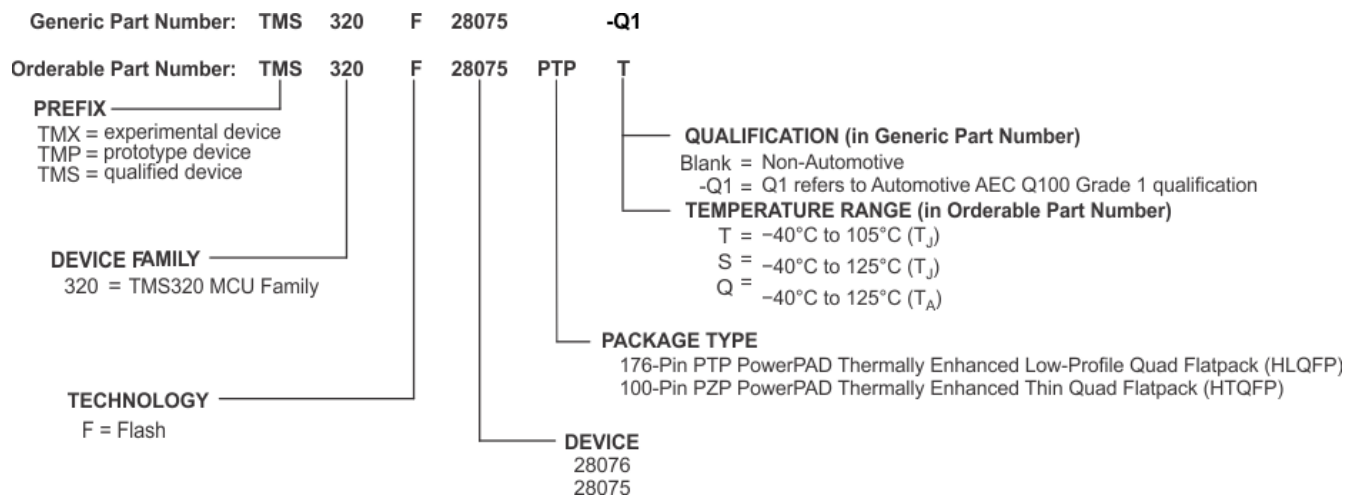 Generic Part Number: TMS 320 F 28075 -Q1
Orderable Part Number: TMS 320 F 28075 PTP T
PREFIX
TMX = experimental device
TMP = prototype device
TMS = qualified device
QUALIFICATION (in Generic Part Number)
Blank = Non-Automotive
-Q1 = Q1 refers to Automotive AEC Q100 Grade 1 qualification
TEMPERATURE RANGE (in Orderable Part Number)
T = −40°C to 105°C (TJ)
S = −40°C to 125°C (TJ)
Q = −40°C to 125°C (TA)
DEVICE FAMILY
320 = TMS320 MCU Family
PACKAGE TYPE
176-Pin PTP PowerPAD Thermally Enhanced Low-Profile Quad Flatpack (HLQFP)
100-Pin PZP PowerPAD Thermally Enhanced Thin Quad Flatpack (HTQFP)
TECHNOLOGY
F = Flash
DEVICE
28076
28075